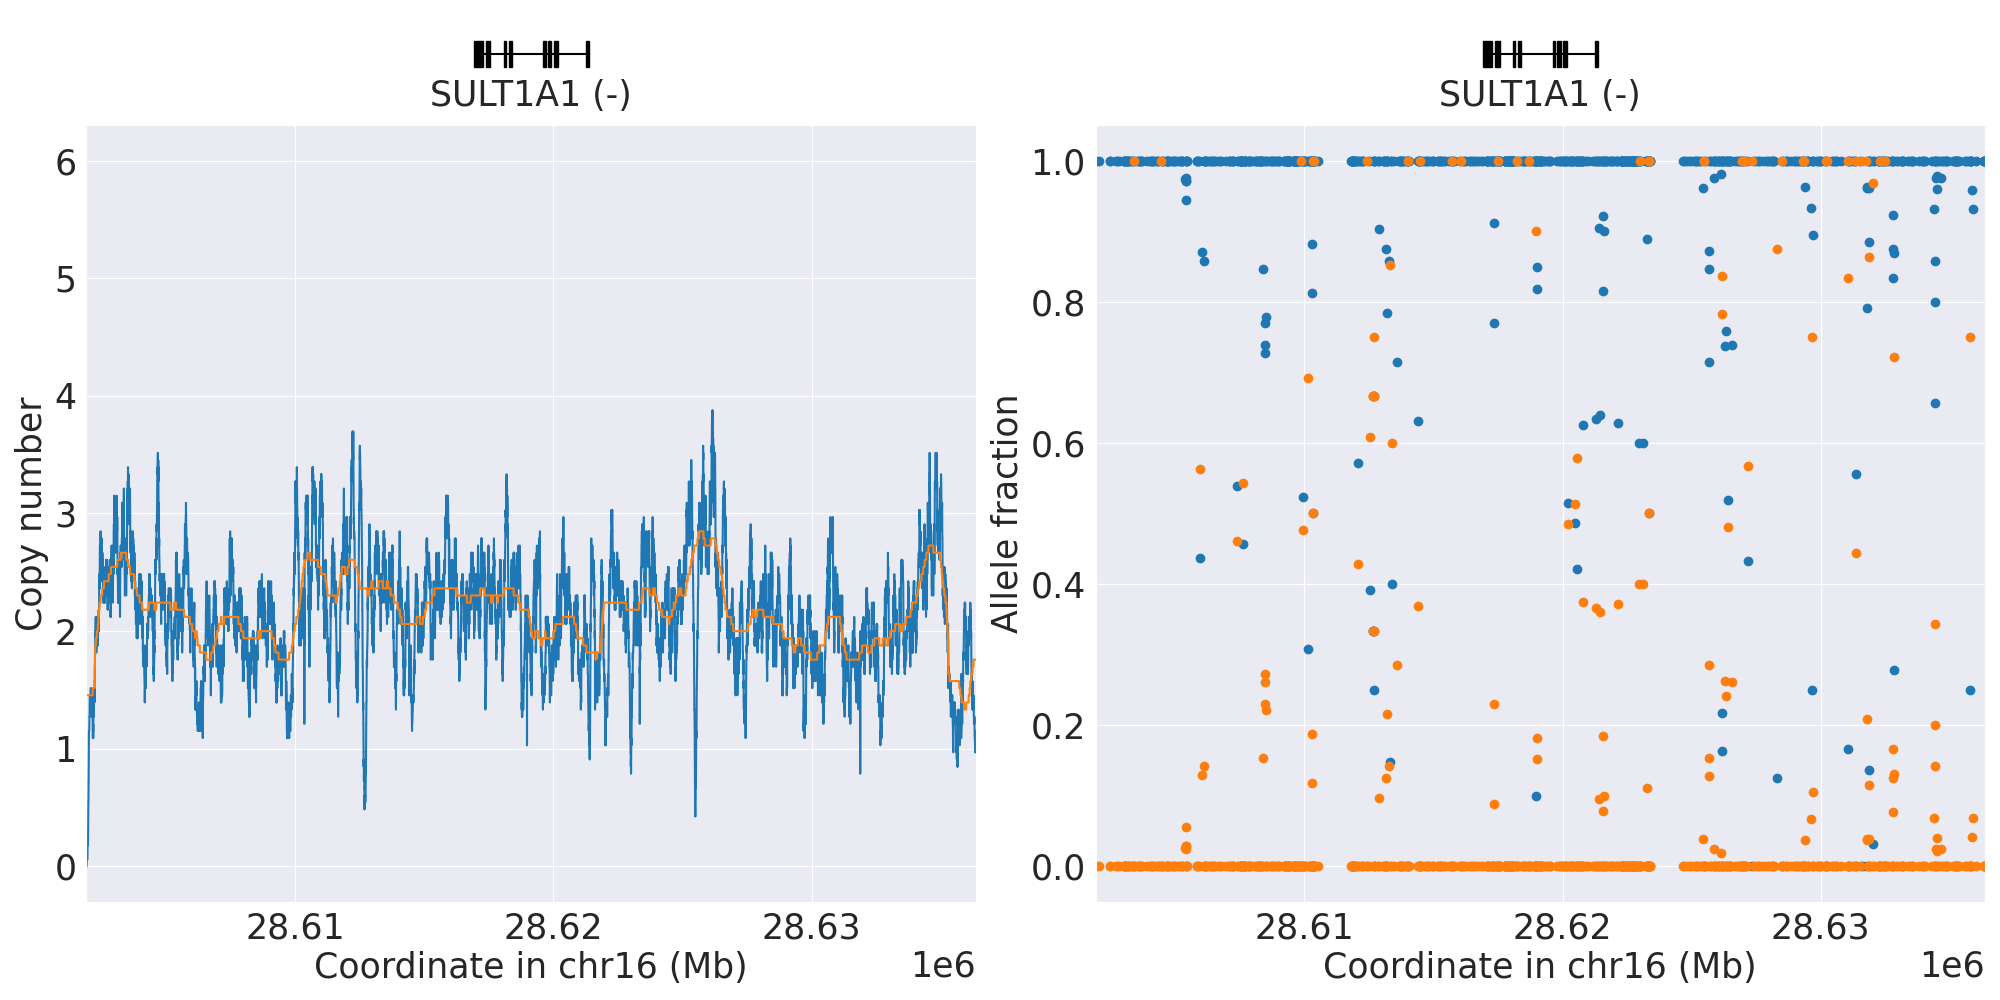 SULT1A1 (-)
Copy number
6
5
4
3
2
1
0
28.61
28.62
28.63
Coordinate in chr16 (Mb)
1e6
SULT1A1 (-)
Allele fraction
1.0
0.8
0.6
0.4
0.2
0.0
28.61
28.62
28.63
Coordinate in chr16 (Mb)
1e6